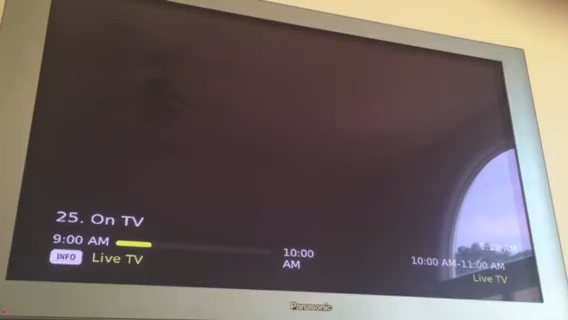 25. On TV
9:00 AM
10:00
AM
10:00 AM-11:00 AM
INFO Live TV
Live TV
Panasonic